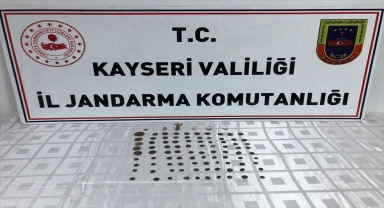 T.C.
KAYSERİ VALİLİĞİ
İL JANDARMA KOMUTANLIĞI